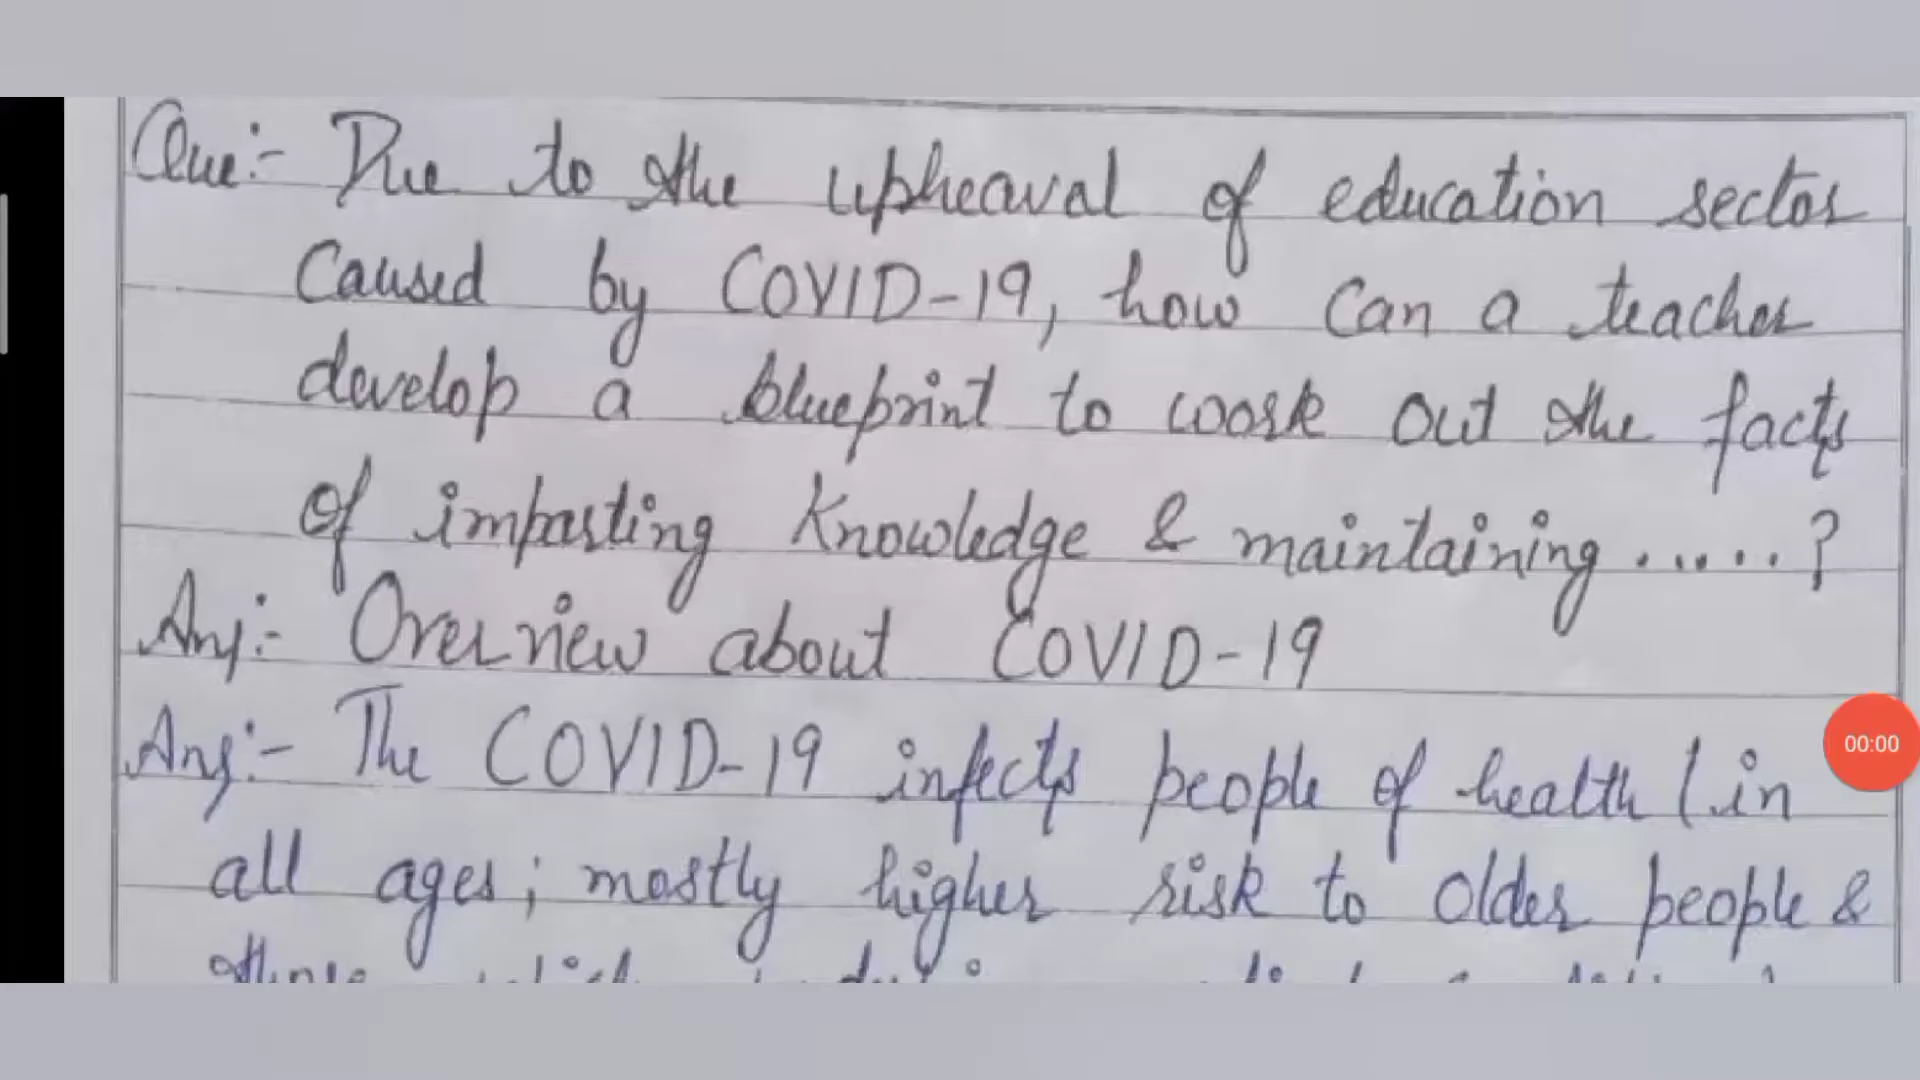 Que:- Due to the upheaval of education sector
Caused by COVID-19, how Can a teacher
develop a blueprint to work out the facts
of imparting Knowledge & maintaining......?
Ans:- Overview about COVID-19
Ans:- The COVID-19 infects people of health (in
all ages; mostly higher risk to older people &
00:00